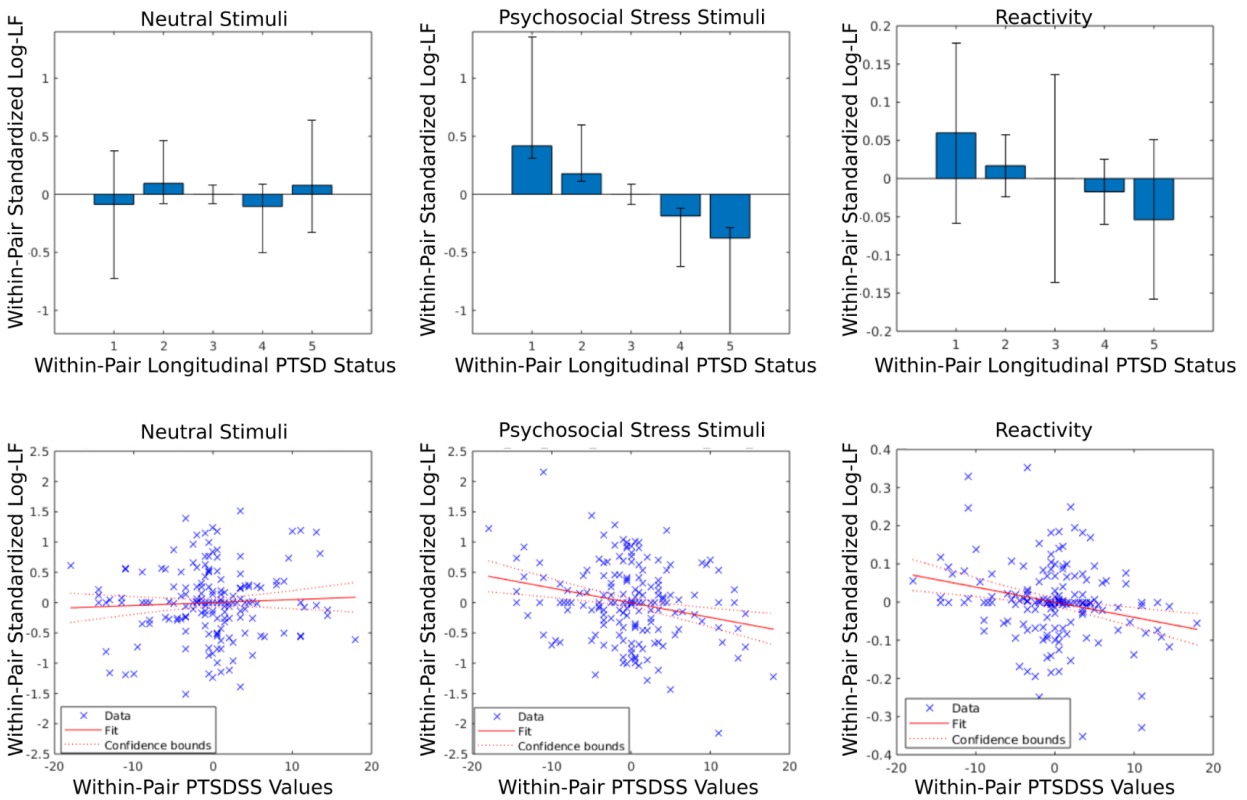 Neutral Stimuli
Within-Pair Standardized Log-LF
1
0.5
0
-0.5
-1
1 2 3 4 5
Within-Pair Longitudinal PTSD Status
Psychosocial Stress Stimuli
Within-Pair Standardized Log-LF
1
0.5
0
-0.5
-1
1 2 3 4 5
Within-Pair Longitudinal PTSD Status
Reactivity
Within-Pair Standardized Log-LF
0.2
0.15
0.1
0.05
0
-0.05
-0.1
-0.15
-0.2
1 2 3 4 5
Within-Pair Longitudinal PTSD Status
Neutral Stimuli
Within-Pair Standardized Log-LF
2.5
2
1.5
1
0.5
0
-0.5
-1
-1.5
-2
-2.5
Data
Fit
Confidence bounds
-20 -10 0 10 20
Within-Pair PTSDSS Values
Psychosocial Stress Stimuli
Within-Pair Standardized Log-LF
2.5
2
1.5
1
0.5
0
-0.5
-1
-1.5
-2
-2.5
Data
Fit
Confidence bounds
-20 -10 0 10 20
Within-Pair PTSDSS Values
Reactivity
Within-Pair Standardized Log-LF
0.4
0.3
0.2
0.1
0
-0.1
-0.2
-0.3
-0.4
Data
Fit
Confidence bounds
-20 -10 0 10 20
Within-Pair PTSDSS Values